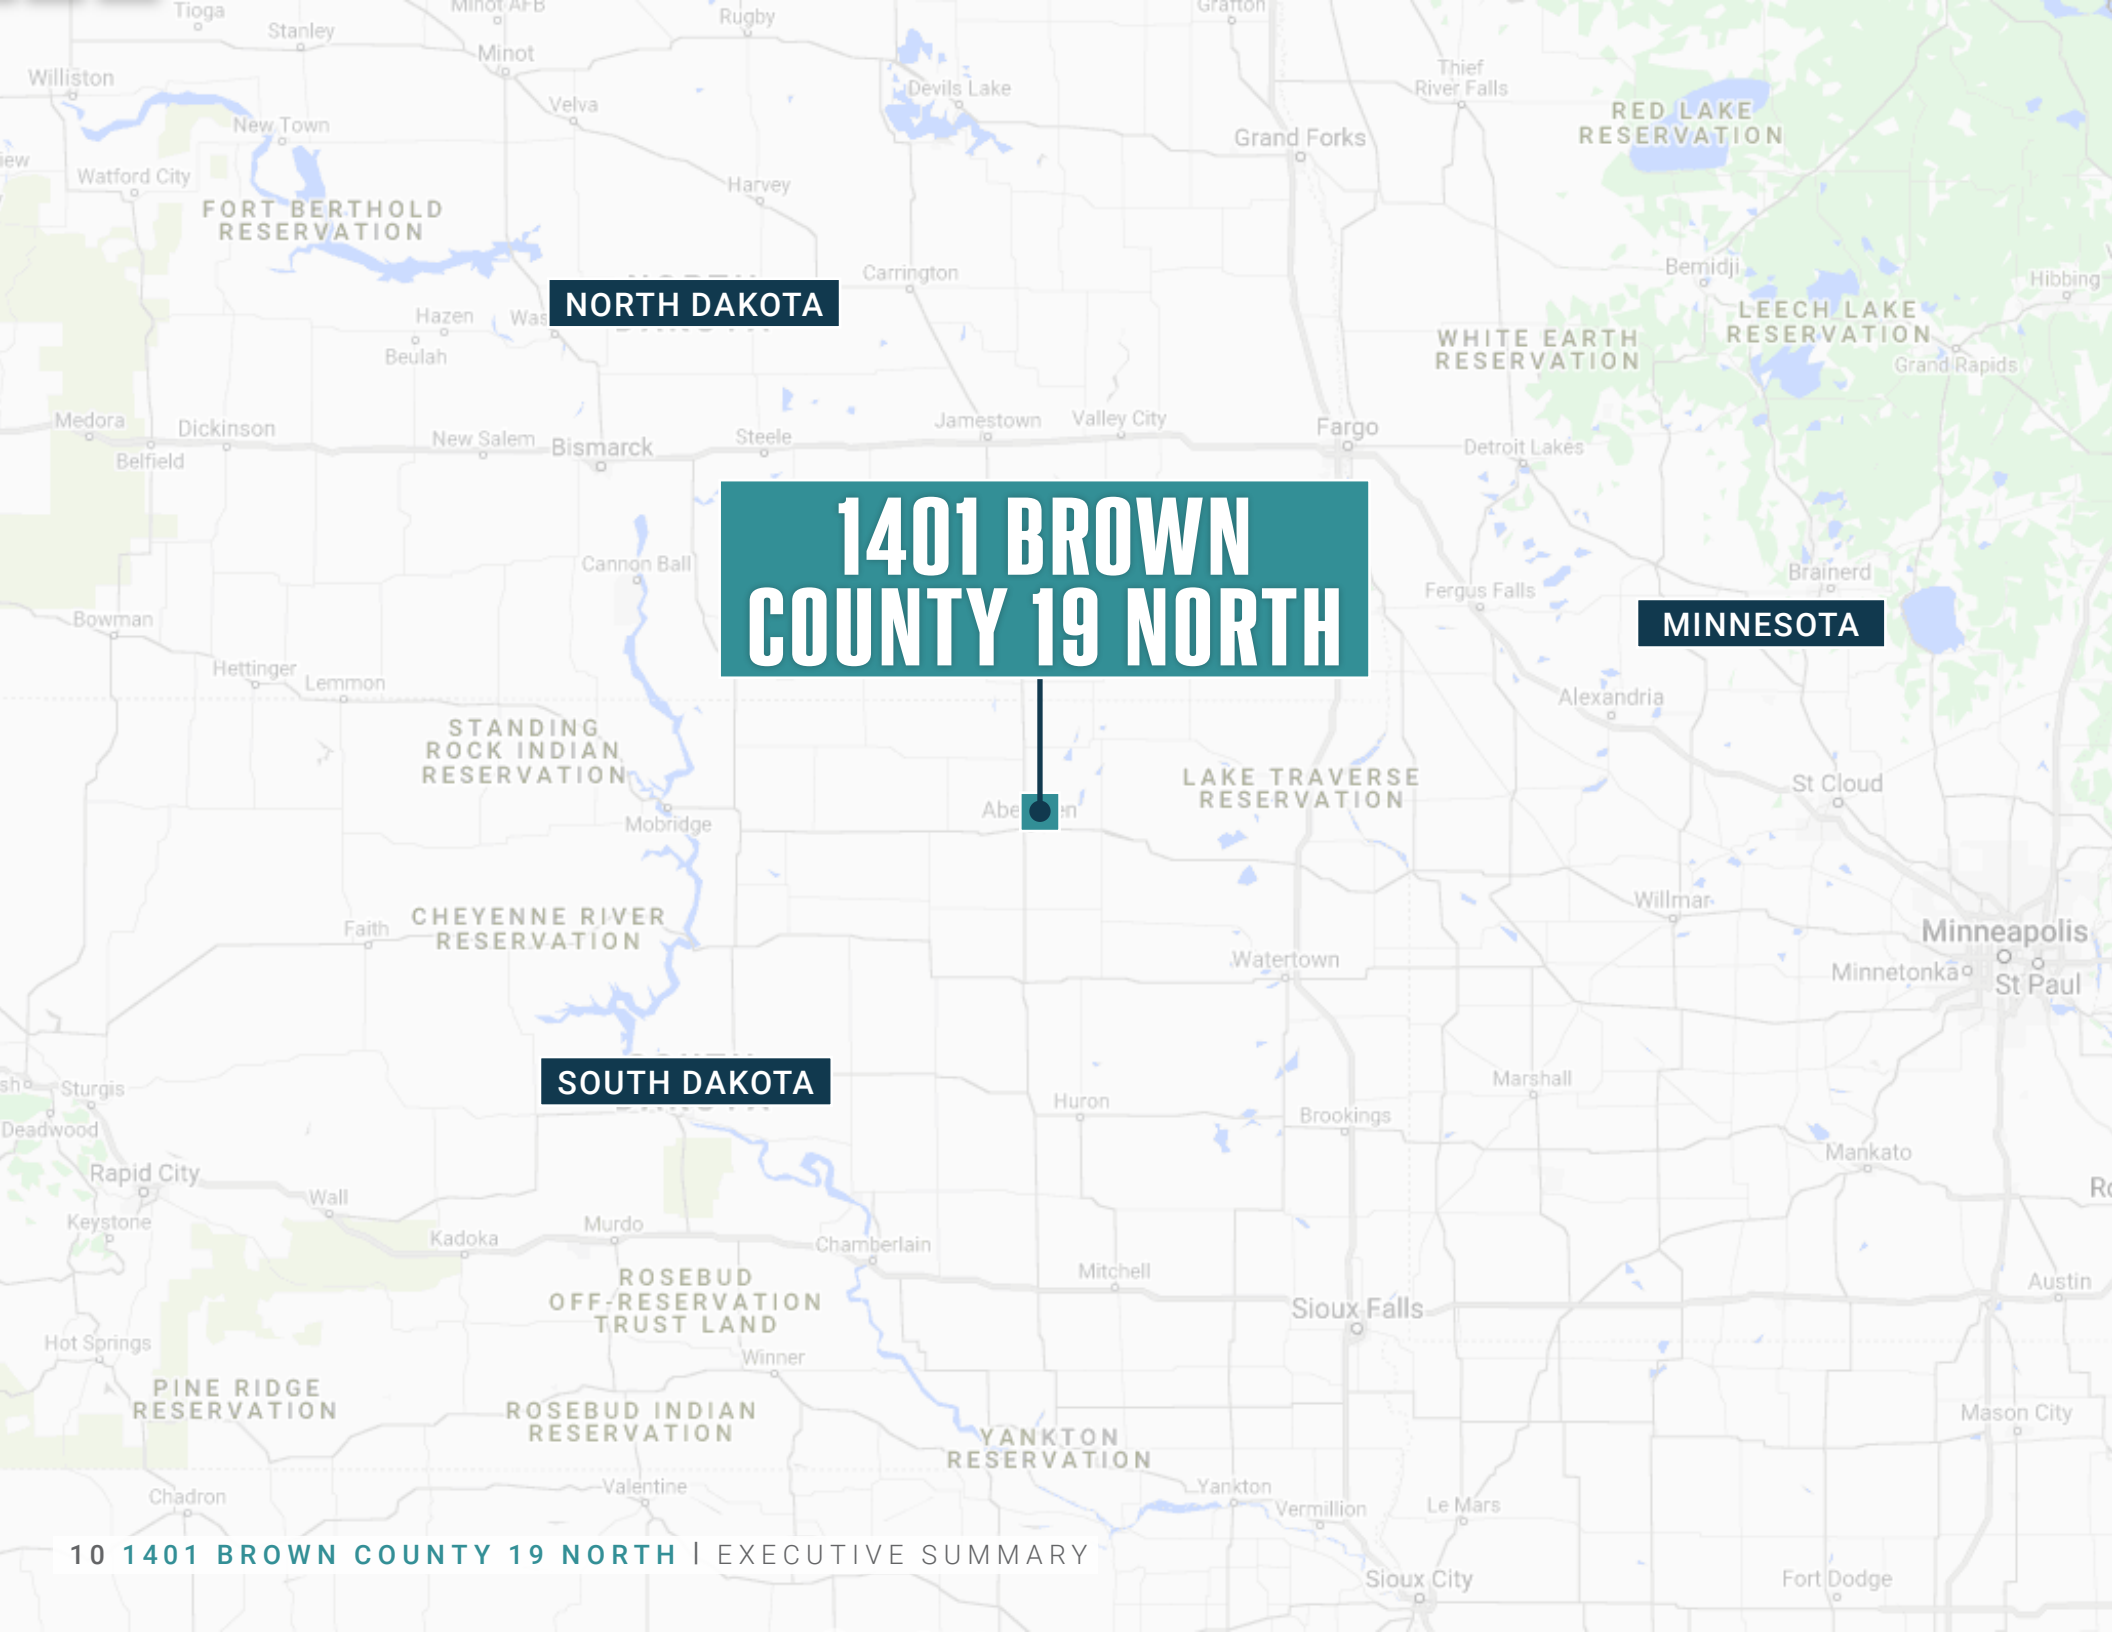 Tioga
Minot AFB
Rugby
Grafton
Stanley
Minot
Williston
Thief
River Falls
Devils Lake
Velva
New Town
RED LAKE
RESERVATION
Grand Forks
iew
Watford City
Harvey
FORT BERTHOLD
RESERVATION
Carrington
Bemidji
Hibbing
NORTH DAKOTA
Hazen
Was
LEECH LAKE
RESERVATION
WHITE EARTH
RESERVATION
Beulah
Grand Rapids
Medora
Dickinson
New Salem
Bismarck
Steele
Jamestown
Valley City
Fargo
Detroit Lakes
Belfield
1401 BROWN
COUNTY 19 NORTH
Cannon Ball
Brainerd
Fergus Falls
Bowman
MINNESOTA
Hettinger
Lemmon
Alexandria
STANDING
ROCK INDIAN
RESERVATION
LAKE TRAVERSE
RESERVATION
St Cloud
Abe en
Mobridge
Willmar
CHEYENNE RIVER
RESERVATION
Faith
Minneapolis
Watertown
Minnetonka
St Paul
SOUTH DAKOTA
Marshall
sh
Sturgis
Huron
Brookings
Deadwood
Mankato
Rapid City
Wall
Keystone
Murdo
Kadoka
Chamberlain
Mitchell
ROSEBUD
OFF-RESERVATION
TRUST LAND
Austin
Sioux Falls
Hot Springs
Winner
PINE RIDGE
RESERVATION
ROSEBUD INDIAN
RESERVATION
Mason City
YANKTON
RESERVATION
Chadron
Valentine
Yankton
Vermillion
Le Mars
10 1401 BROWN COUNTY 19 NORTH | EXECUTIVE SUMMARY
Sioux City
Fort Dodge